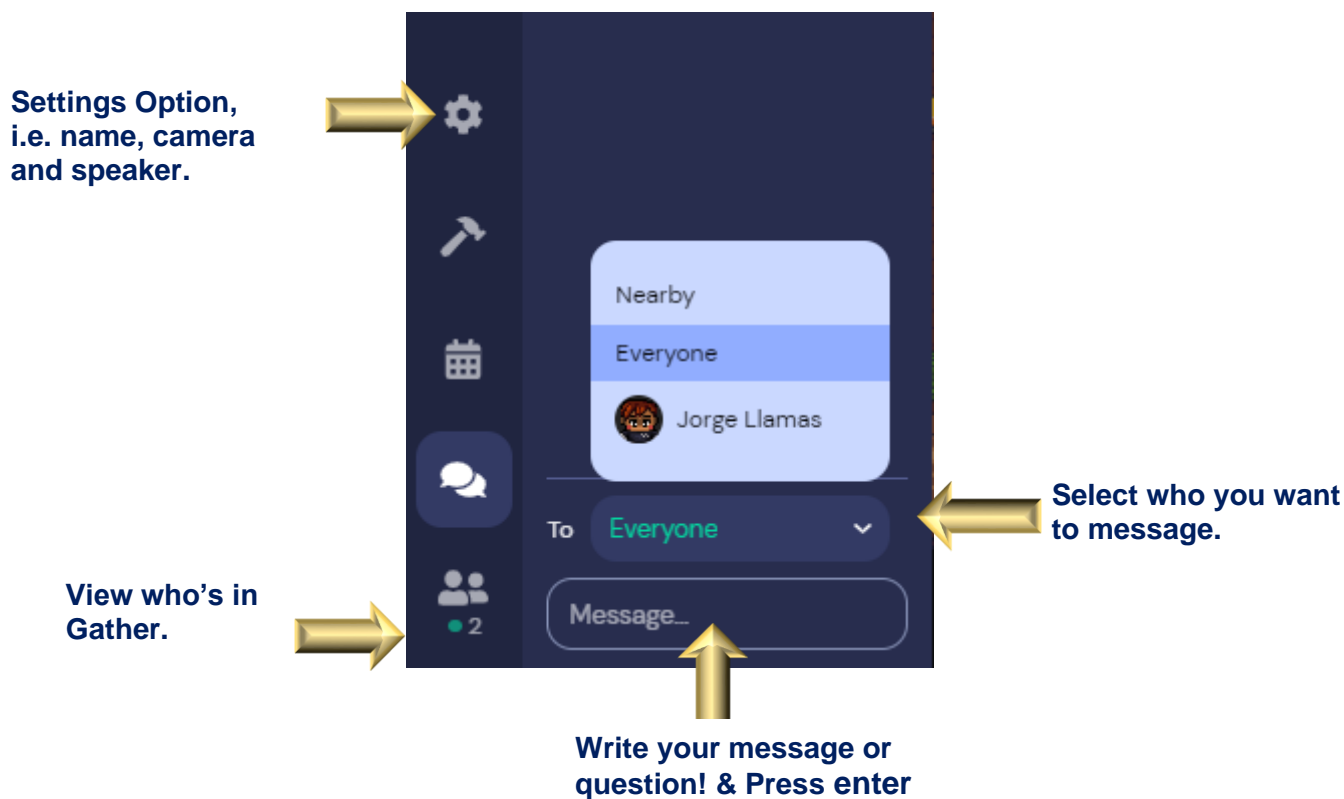 Settings Option,
i.e. name, camera
and speaker.
Nearby
Everyone
Jorge Llamas
To Everyone
Select who you want
to message.
View who's in
Gather.
2
Message...
Write your message or
question! & Press enter